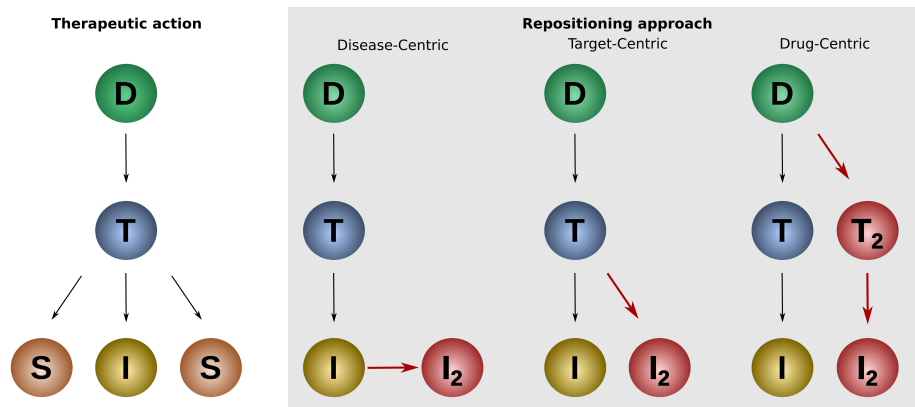 Therapeutic action
Repositioning approach
Disease-Centric
Target-Centric
Drug-Centric
D
D
D
D
T
T
T
T
T2
S
I
S
I
I2
I
I2
I
I2